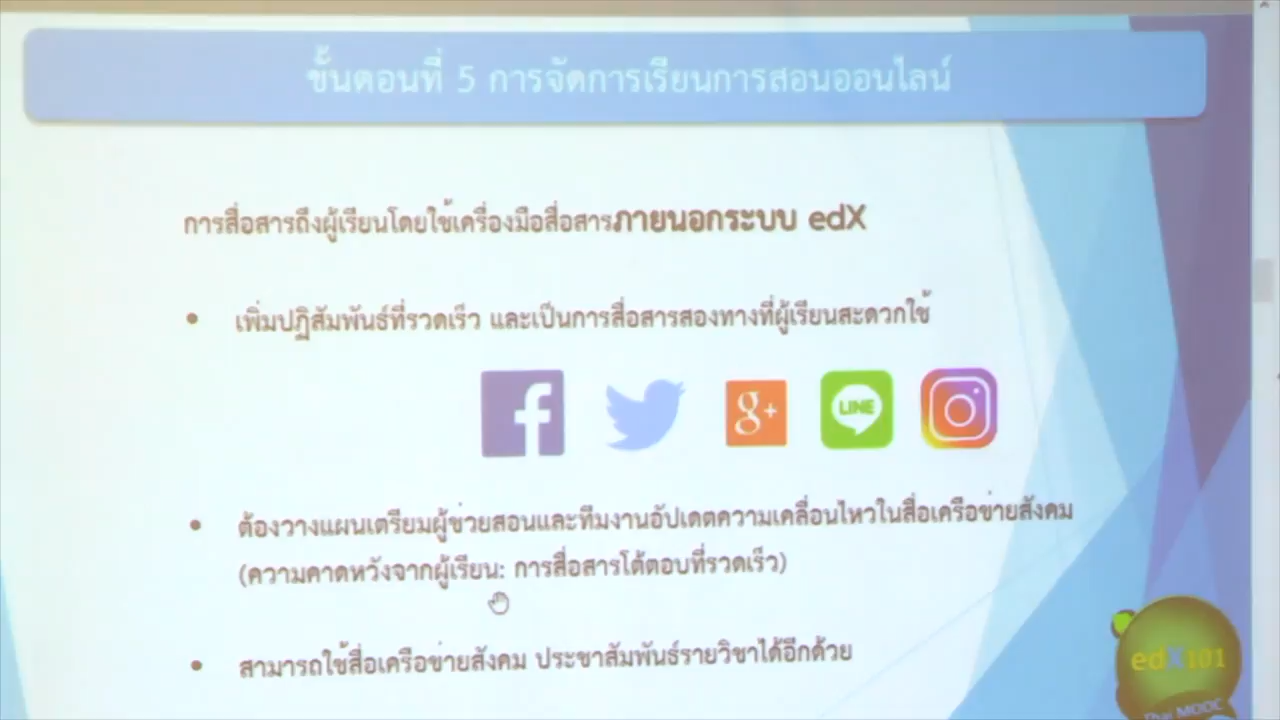 ขั้นตอนที่ 5 การจัดการเรียนการสอนออนไลน์
การสื่อสารถึงผู้เรียนโดยใช้เครื่องมือสื่อสารภายนอกระบบ edX
• เพิ่มปฏิสัมพันธ์ที่รวดเร็ว และเป็นการสื่อสารสองทางที่ผู้เรียนสะดวกใช้
f g+ LINE
• ต้องวางแผนเตรียมผู้ช่วยสอนและทีมงานอัปเดตความเคลื่อนไหวในสื่อเครือข่ายสังคม
(ความคาดหวังจากผู้เรียน: การสื่อสารโต้ตอบที่รวดเร็ว)
• สามารถใช้สื่อเครือข่ายสังคม ประชาสัมพันธ์รายวิชาได้อีกด้วย
edX101
Thai MOOC